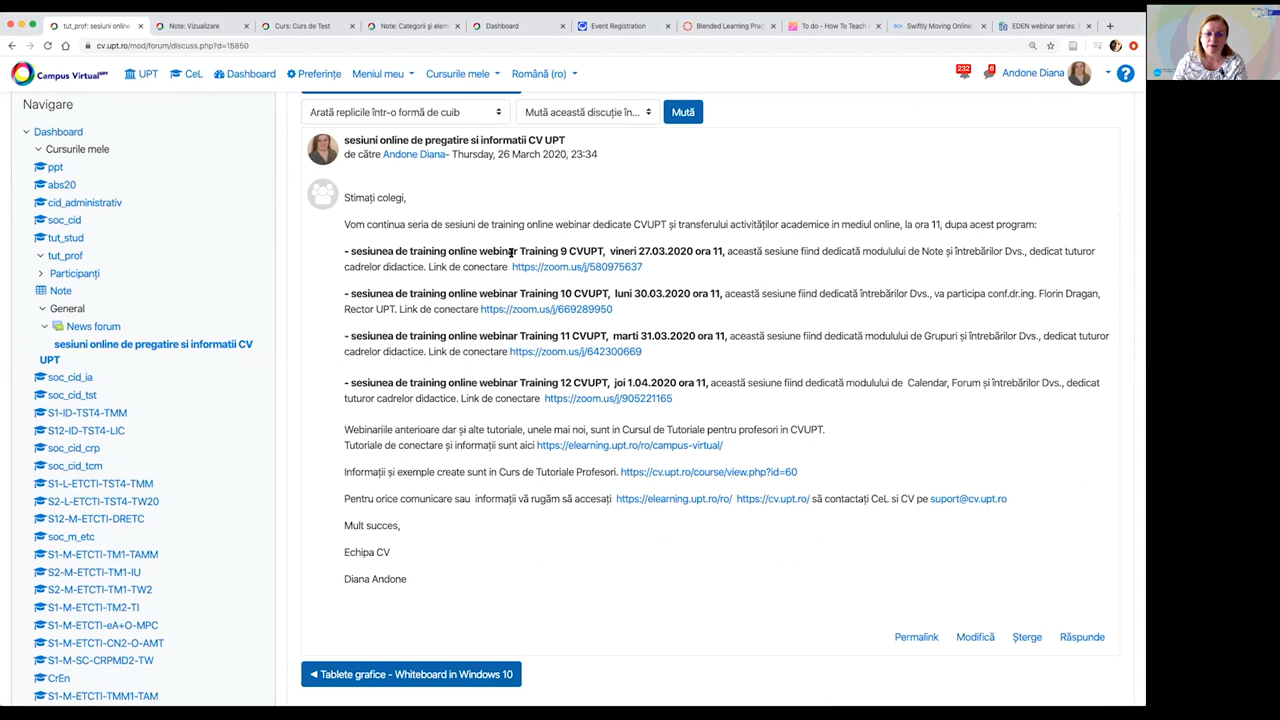 tut_prof: sesiuni online
Note: Vizualizare
Curs: Curs de Test
Note: Categorii și elem
Dashboard
Event Registration
Blended Learning Prac
To do - How To Teach
Swiftly Moving Online
EDEN webinar series:
cv.upt.ro/mod/forum/discuss.php?d=15850
Campus Virtual UPT
UPT
CeL
Dashboard
Preferințe
Meniul meu
Cursurile mele
Română (ro)
232
6
Andone Diana
Navigare
Dashboard
Cursurile mele
ppt
abs20
cid_administrativ
soc_cid
tut_stud
tut_prof
Participanți
Note
General
News forum
sesiuni online de pregatire si informatii CV
UPT
soc_cid_ia
soc_cid_tst
S1-ID-TST4-TMM
S12-ID-TST4-LIC
soc_cid_crp
soc_cid_tcm
S1-L-ETCTI-TST4-TMM
S2-L-ETCTI-TST4-TW20
S12-M-ETCTI-DRETC
soc_m_etc
S1-M-ETCTI-TM1-TAMM
S2-M-ETCTI-TM1-IU
S2-M-ETCTI-TM1-TW2
S1-M-ETCTI-TM2-TI
S1-M-ETCTI-eA+O-MPC
S1-M-ETCTI-CN2-O-AMT
S1-M-SC-CRPMD2-TW
CrEn
S1-M-ETCTI-TMM1-TAM
Arată replicile într-o formă de cuib
Mută această discuție în...
Mută
sesiuni online de pregatire si informatii CV UPT
de către Andone Diana- Thursday, 26 March 2020, 23:34
Stimați colegi,
Vom continua seria de sesiuni de training online webinar dedicate CVUPT și transferului activităților academice in mediul online, la ora 11, dupa acest program:
- sesiunea de training online webinar Training 9 CVUPT, vineri 27.03.2020 ora 11, această sesiune fiind dedicată modulului de Note și întrebărilor Dvs., dedicat tuturor
cadrelor didactice. Link de conectare https://zoom.us/j/580975637
- sesiunea de training online webinar Training 10 CVUPT, luni 30.03.2020 ora 11, această sesiune fiind dedicată întrebărilor Dvs., va participa conf.dr.ing. Florin Dragan,
Rector UPT. Link de conectare https://zoom.us/j/669289950
- sesiunea de training online webinar Training 11 CVUPT, marti 31.03.2020 ora 11, această sesiune fiind dedicată modulului de Grupuri și întrebărilor Dvs., dedicat tuturor
cadrelor didactice. Link de conectare https://zoom.us/j/642300669
- sesiunea de training online webinar Training 12 CVUPT, joi 1.04.2020 ora 11, această sesiune fiind dedicată modulului de Calendar, Forum și întrebărilor Dvs., dedicat
tuturor cadrelor didactice. Link de conectare https://zoom.us/j/905221165
Webinariile anterioare dar și alte tutoriale, unele mai noi, sunt in Cursul de Tutoriale pentru profesori in CVUPT.
Tutoriale de conectare și informații sunt aici https://elearning.upt.ro/ro/campus-virtual/
Informații și exemple create sunt in Curs de Tutoriale Profesori. https://cv.upt.ro/course/view.php?id=60
Pentru orice comunicare sau informații vă rugăm să accesați https://elearning.upt.ro/ro/ https://cv.upt.ro/ să contactați CeL si CV pe suport@cv.upt.ro
Mult succes,
Echipa CV
Diana Andone
Permalink
Modifică
Șterge
Răspunde
◄ Tablete grafice - Whiteboard in Windows 10